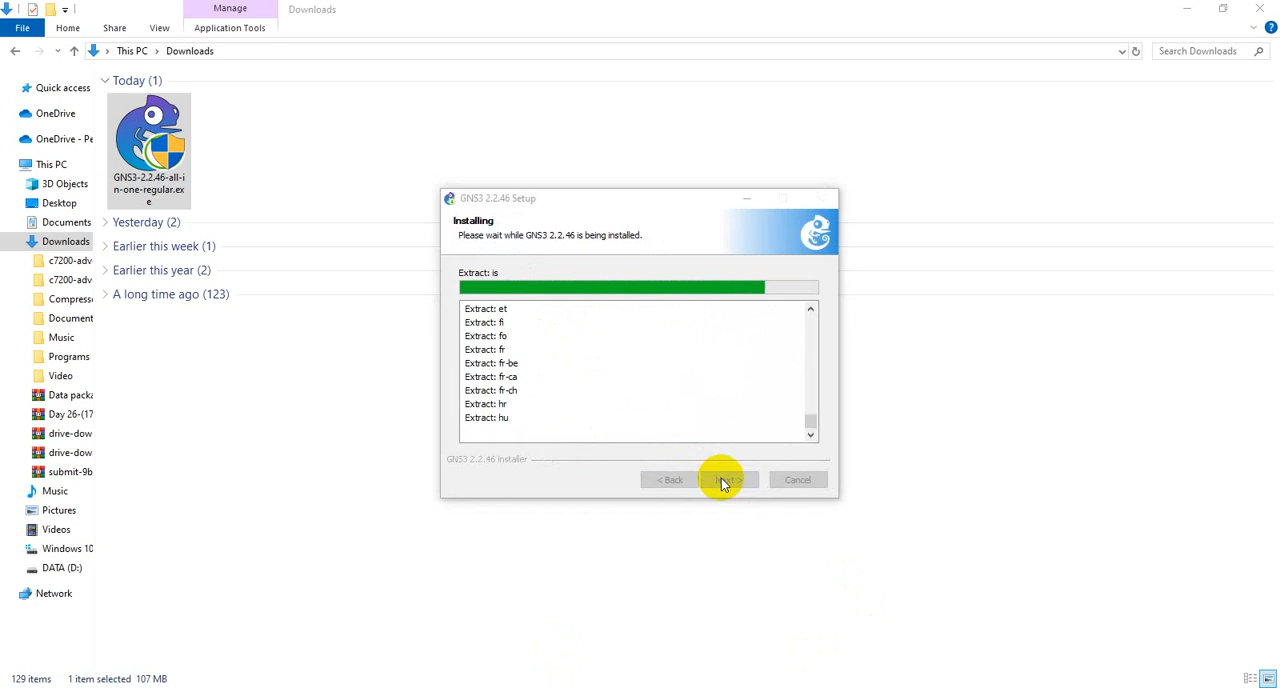 Manage
Downloads
File
Home
Share
View
Application Tools
This PC
Downloads
Search Downloads
Quick access
OneDrive
OneDrive - Pe
This PC
3D Objects
Desktop
Documents
Downloads
c7200-adv
c7200-adv
Compresse
Document
Music
Programs
Video
Data packa
Day 26-(17
drive-dow
drive-dow
submit-9b
Music
Pictures
Videos
Windows 10
DATA (D:)
Network
Today (1)
GNS3-2.2.46-all-i
n-one-regular.ex
e
Yesterday (2)
Earlier this week (1)
Earlier this year (2)
A long time ago (123)
GNS3 2.2.46 Setup
Installing
Please wait while GNS3 2.2.46 is being installed.
Extract: is
Extract: et
Extract: fi
Extract: fo
Extract: fr
Extract: fr-be
Extract: fr-ca
Extract: fr-ch
Extract: hr
Extract: hu
GNS3 2.2.46 installer
< Back
Next >
Cancel
129 items
1 item selected 107 MB